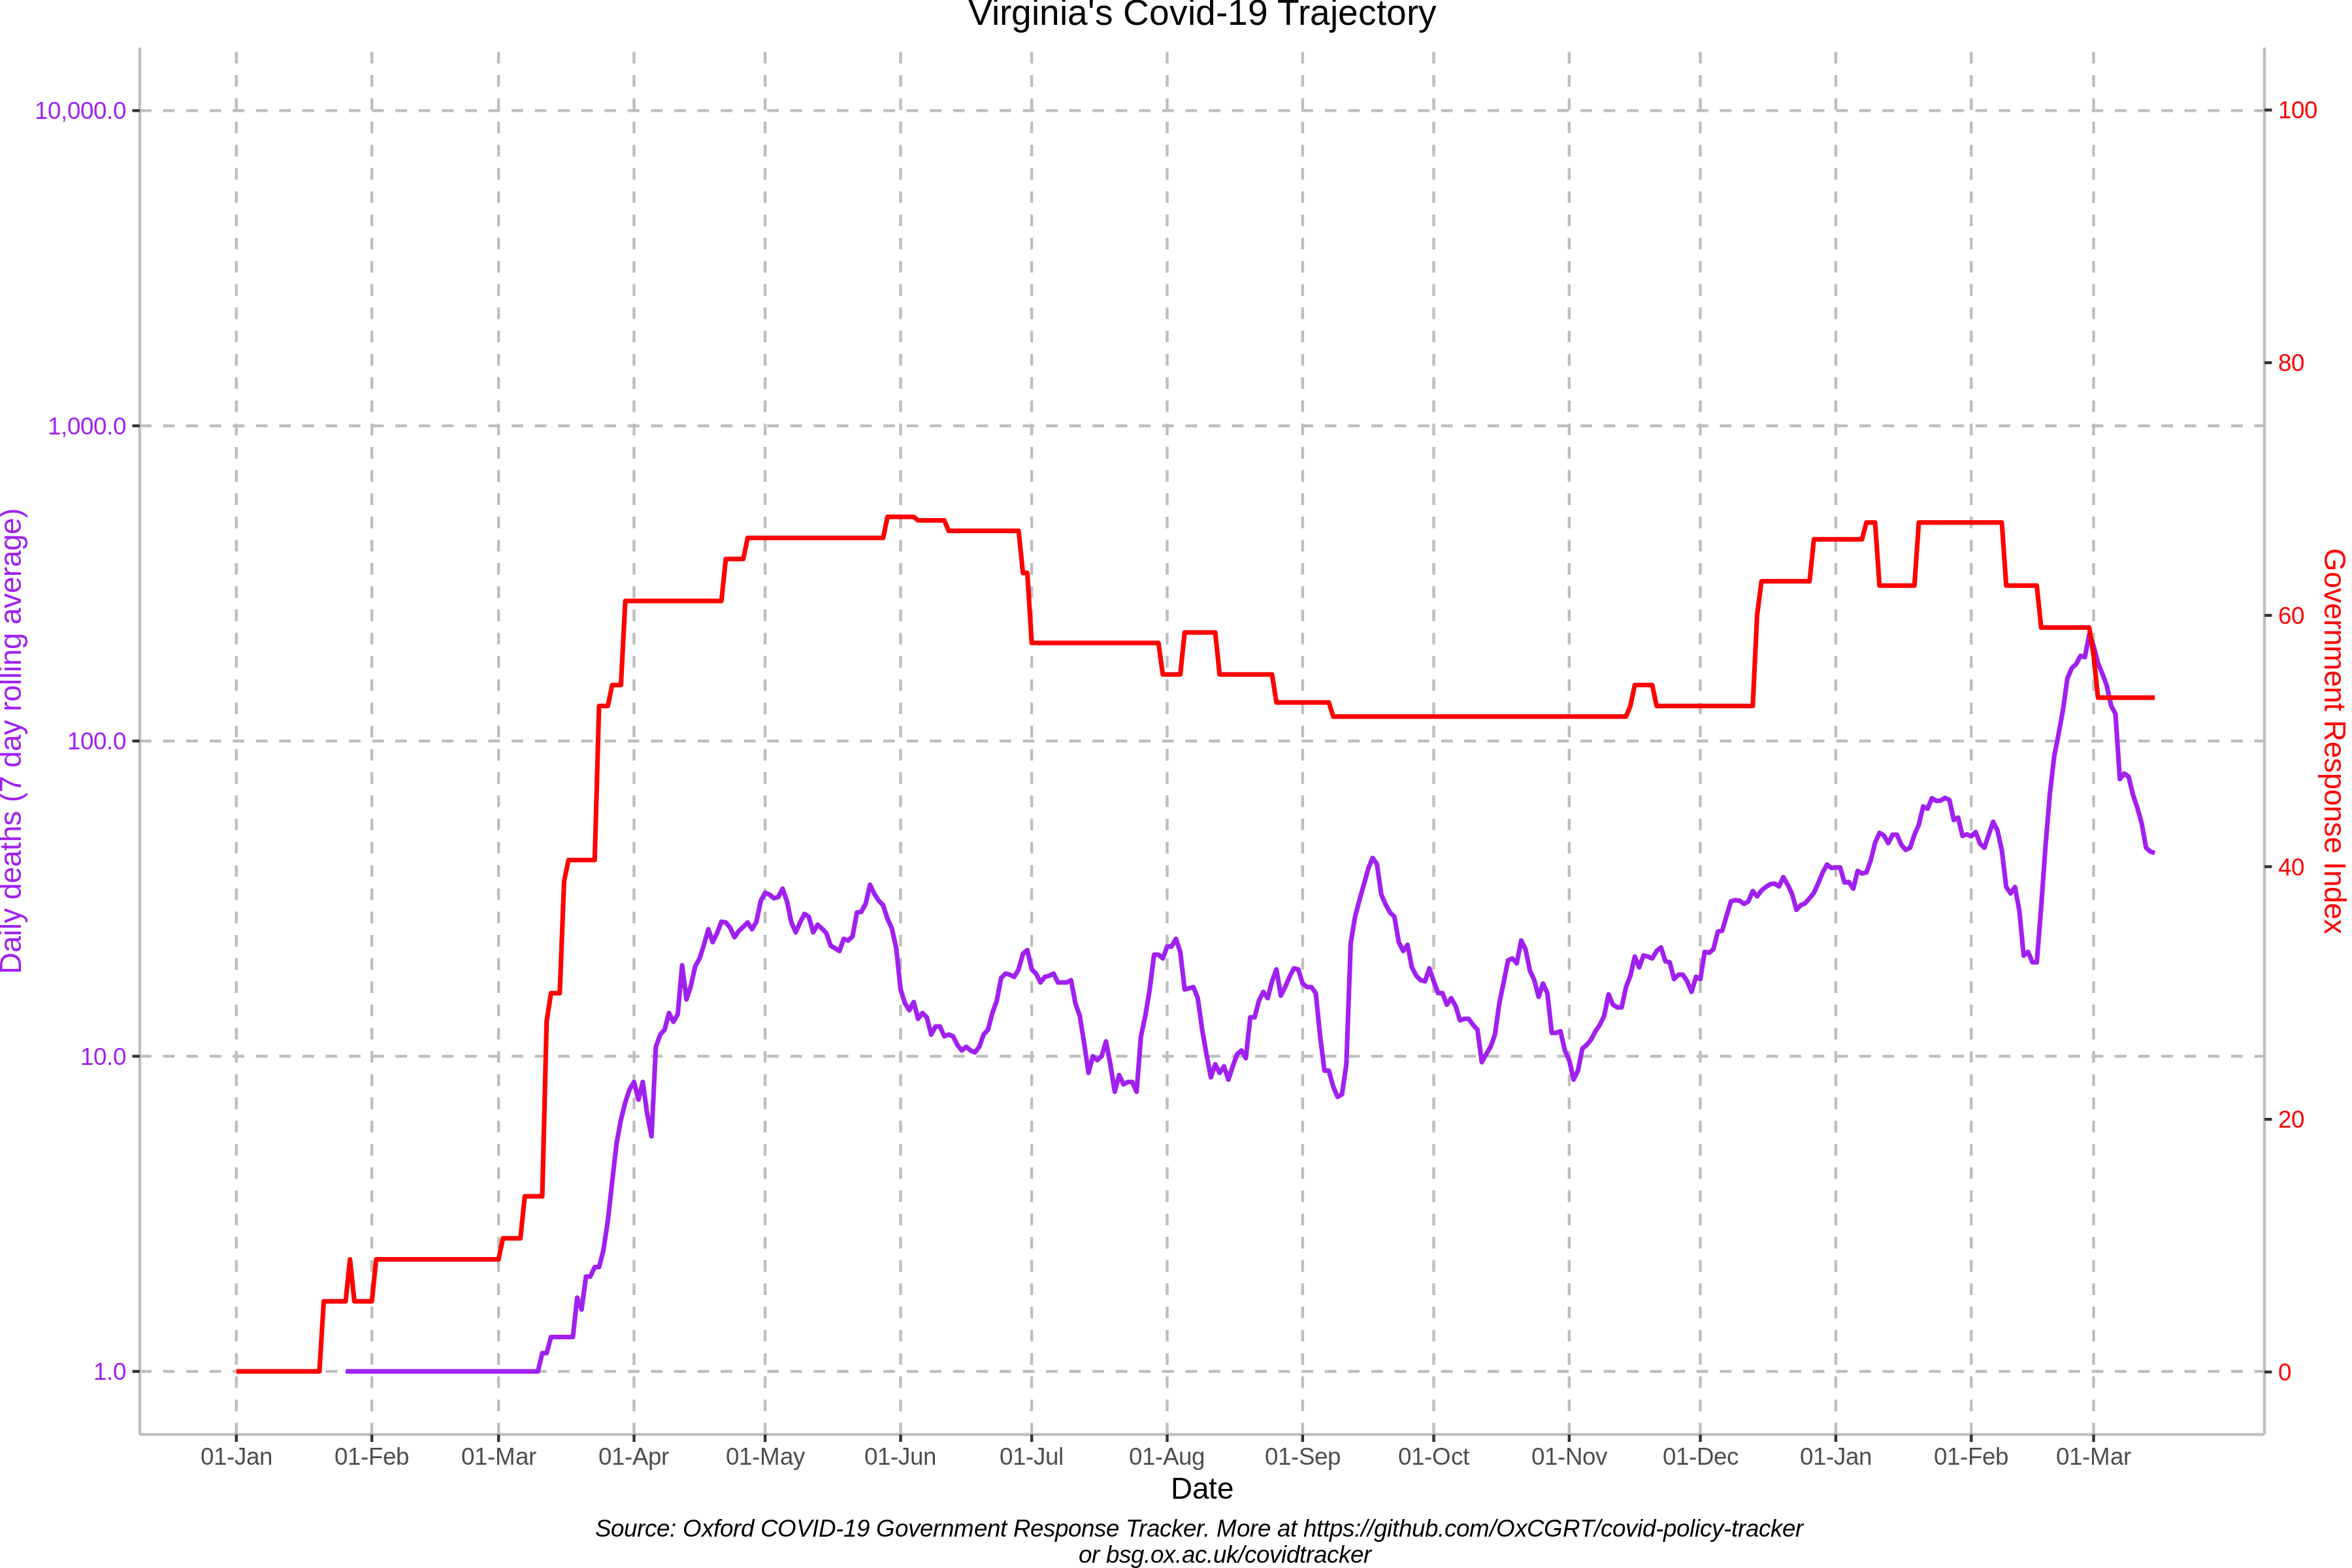 Virginia's Covid-19 Trajectory
10,000.0
1,000.0
100.0
10.0
1.0
Daily deaths (7 day rolling average)
100
80
60
40
20
0
Government Response Index
01-Jan 01-Feb 01-Mar 01-Apr 01-May 01-Jun 01-Jul 01-Aug 01-Sep 01-Oct 01-Nov 01-Dec 01-Jan 01-Feb 01-Mar
Date
Source: Oxford COVID-19 Government Response Tracker. More at https://github.com/OxCGRT/covid-policy-tracker
or bsg.ox.ac.uk/covidtracker